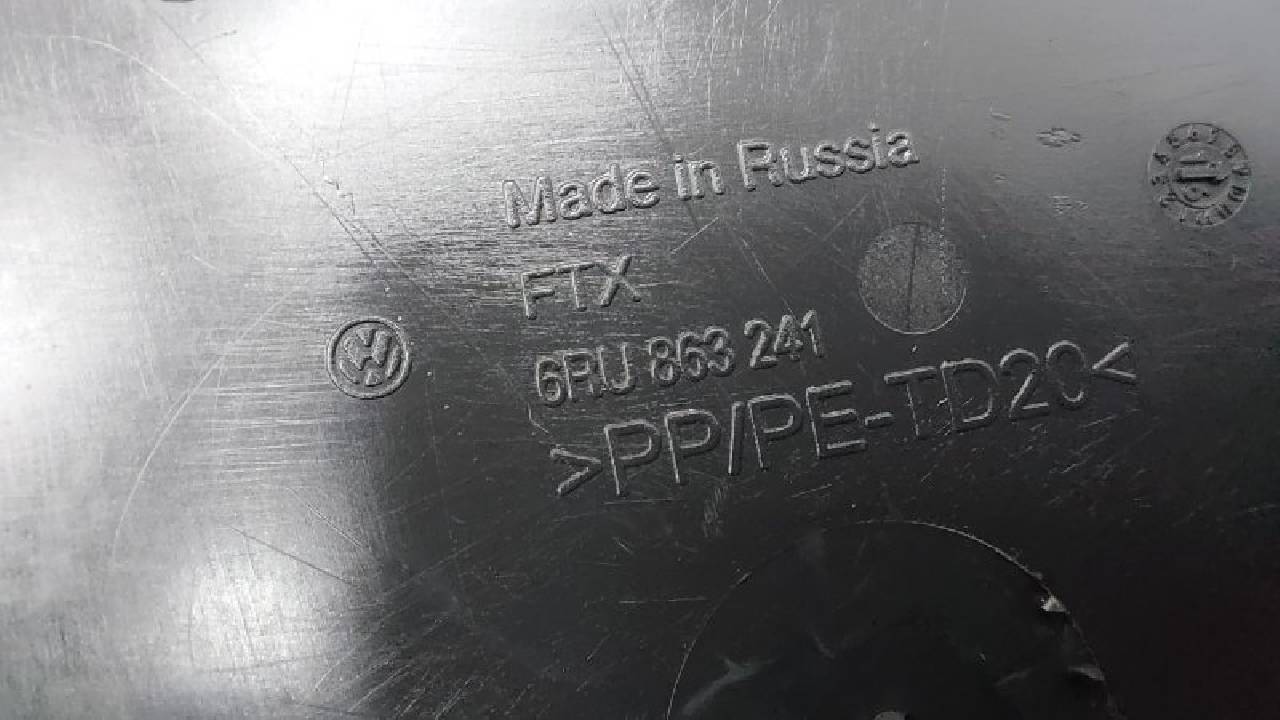 Made in Russia
FTX
6RU 863 241
>PP/PE-TD20<